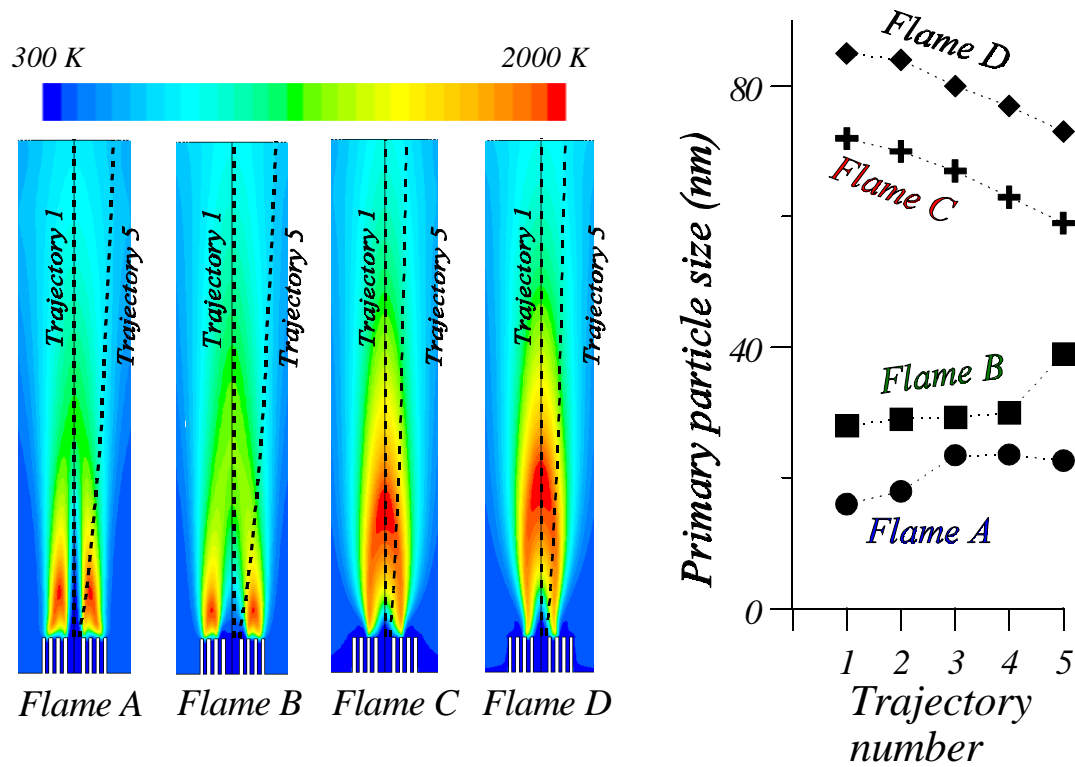 300 K
2000 K
Trajectory 1
Trajectory 5
Trajectory 1
Trajectory 5
Trajectory 1
Trajectory 5
Trajectory 1
Trajectory 5
Flame A
Flame B
Flame C
Flame D
Primary particle size (nm)
80
40
0
Flame D
Flame C
Flame B
Flame A
1 2 3 4 5
Trajectory
number